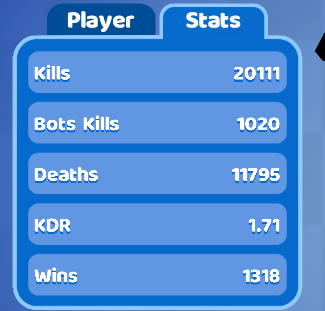 Player Stats
Kills 20111
Bots Kills 1020
Deaths 11795
KDR 1.71
Wins 1318